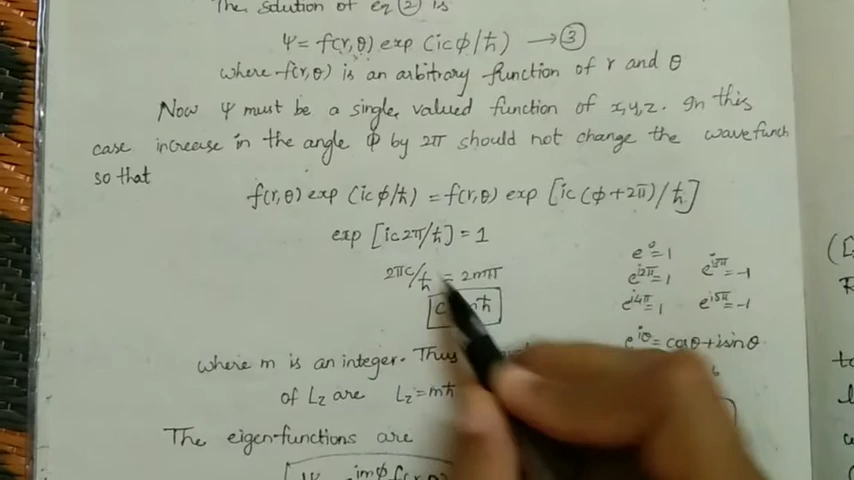 The solution of eq ② is
Ψ = f(r,θ) exp (icφ/ħ) → ③
where f(r,θ) is an arbitrary function of r and θ
Now Ψ must be a single valued function of x,y,z. In this
case increase in the angle φ by 2π should not change the wavefunch
so that
f(r,θ) exp (icφ/ħ) = f(r,θ) exp [ic(φ+2π)/ħ]
exp [ic2π/ħ] = 1
2πc/ħ = 2mπ
e⁰=1
e^{i2π}=1
e^{i4π}=1 e^{i5π}=-1
e^{iθ}=cosθ+isinθ
where m is an integer. Thus
of Lz are Lz=mħ
The eigen-functions are